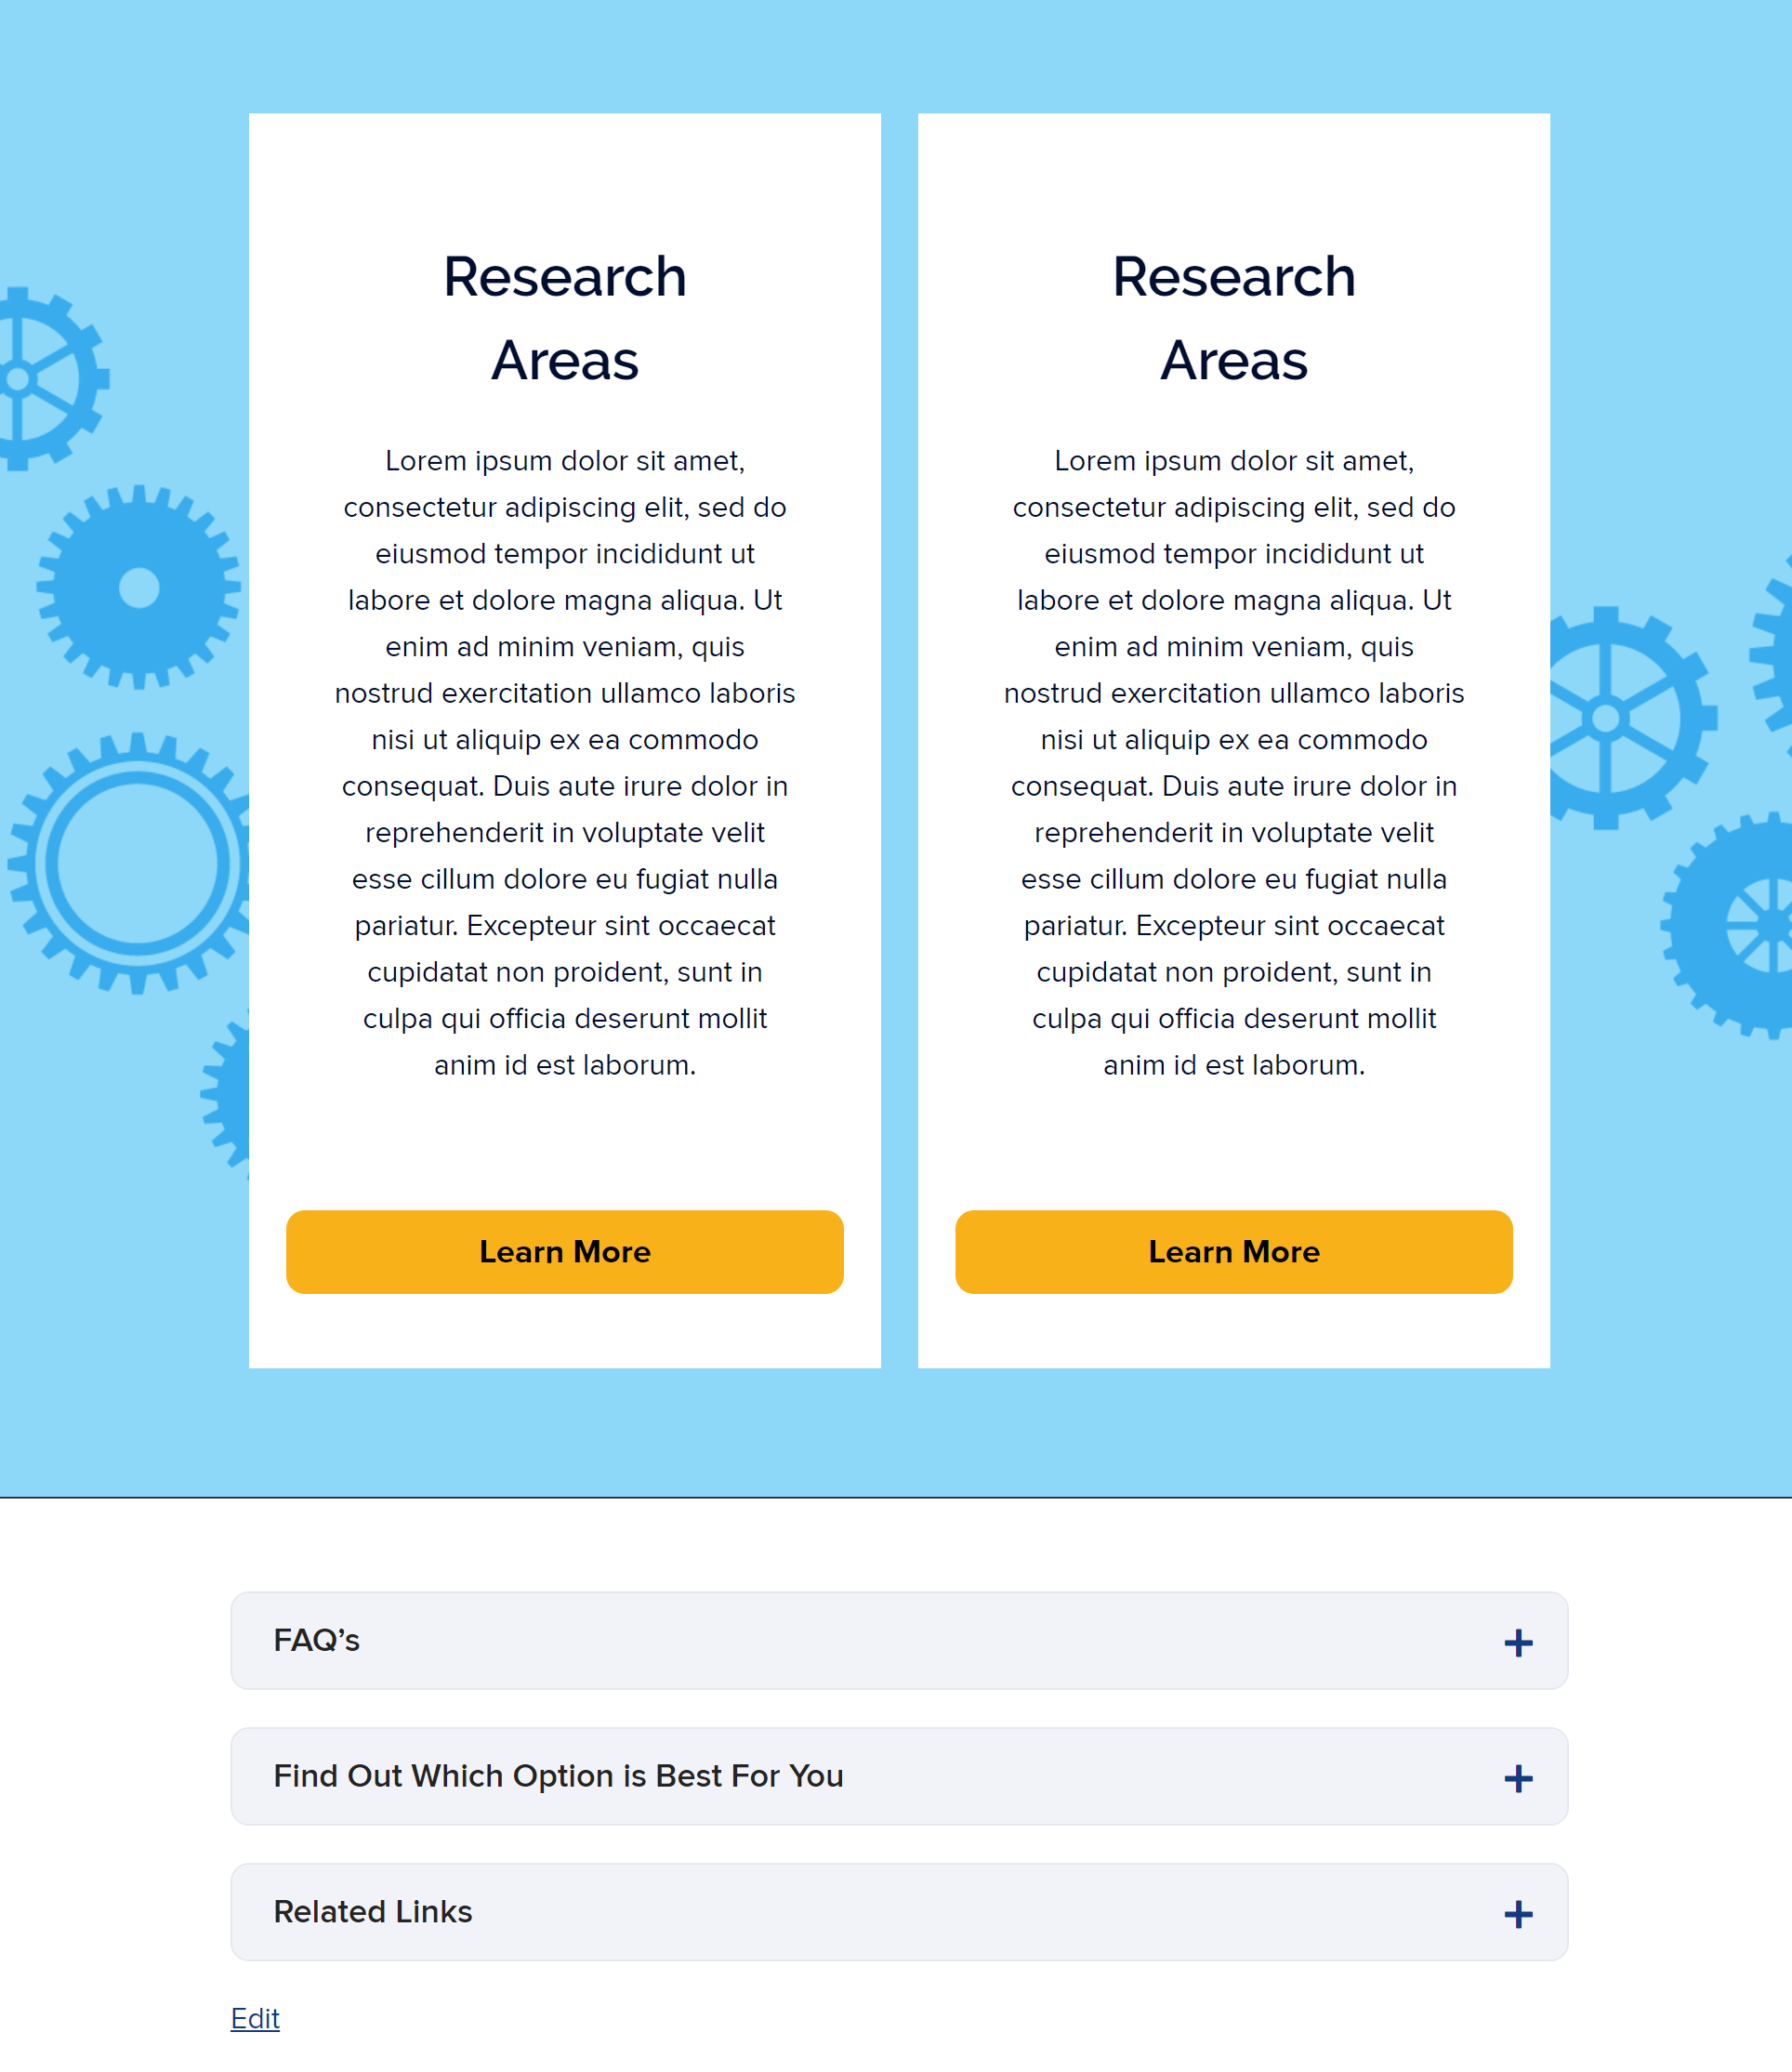 Research
Areas
Lorem ipsum dolor sit amet,
consectetur adipiscing elit, sed do
eiusmod tempor incididunt ut
labore et dolore magna aliqua. Ut
enim ad minim veniam, quis
nostrud exercitation ullamco laboris
nisi ut aliquip ex ea commodo
consequat. Duis aute irure dolor in
reprehenderit in voluptate velit
esse cillum dolore eu fugiat nulla
pariatur. Excepteur sint occaecat
cupidatat non proident, sunt in
culpa qui officia deserunt mollit
anim id est laborum.
Learn More
Research
Areas
Lorem ipsum dolor sit amet,
consectetur adipiscing elit, sed do
eiusmod tempor incididunt ut
labore et dolore magna aliqua. Ut
enim ad minim veniam, quis
nostrud exercitation ullamco laboris
nisi ut aliquip ex ea commodo
consequat. Duis aute irure dolor in
reprehenderit in voluptate velit
esse cillum dolore eu fugiat nulla
pariatur. Excepteur sint occaecat
cupidatat non proident, sunt in
culpa qui officia deserunt mollit
anim id est laborum.
Learn More
FAQ’s
Find Out Which Option is Best For You
Related Links
Edit